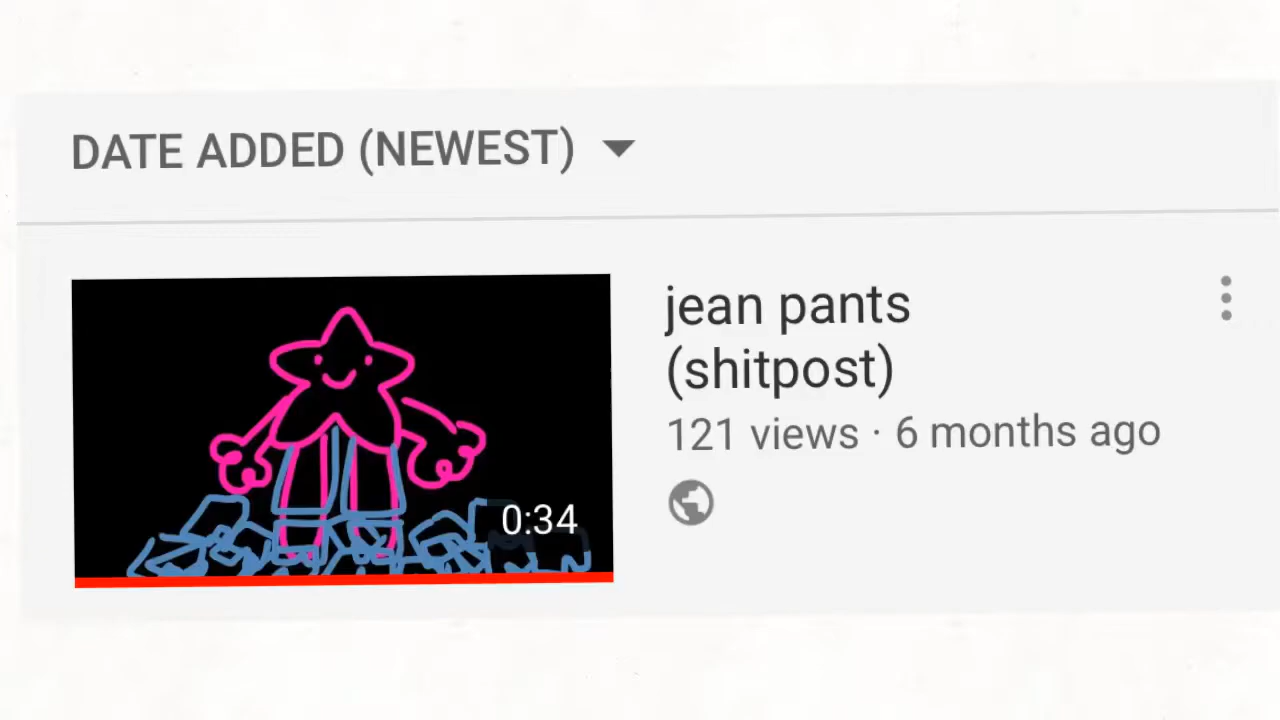 DATE ADDED (NEWEST)
jean pants
(shitpost)
121 views · 6 months ago
0:34